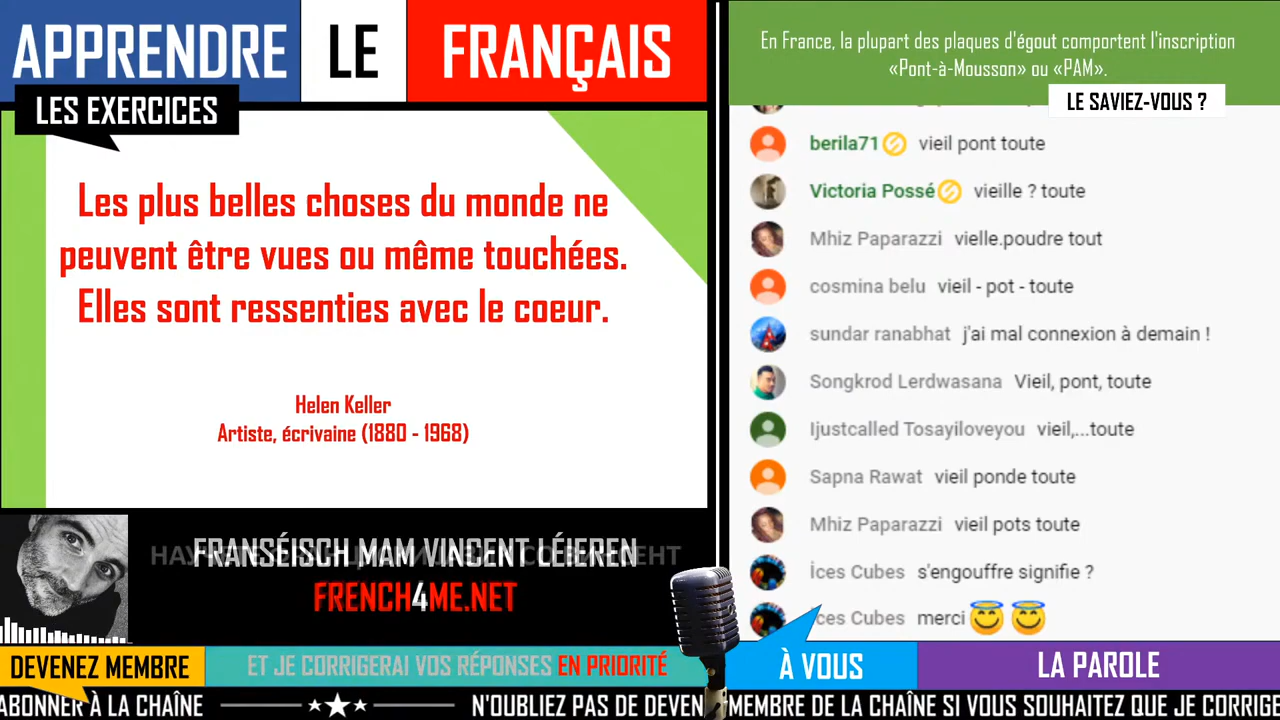 APPRENDRE LE FRANÇAIS
LES EXERCICES
Les plus belles choses du monde ne
peuvent être vues ou même touchées.
Elles sont ressenties avec le coeur.
Helen Keller
Artiste, écrivaine (1880 - 1968)
FRANSÉISCH MAM VINCENT LÉIEREN
FRENCH4ME.NET
DEVENEZ MEMBRE
ET JE CORRIGERAI VOS RÉPONSES EN PRIORITÉ
En France, la plupart des plaques d'égout comportent l'inscription
«Pont-à-Mousson» ou «PAM».
LE SAVIEZ-VOUS ?
berila71 vieil pont toute
Victoria Possé vieille ? toute
Mhiz Paparazzi vielle.poudre tout
cosmina belu vieil - pot - toute
sundar ranabhat j'ai mal connexion à demain !
Songkrod Lerdwasana Vieil, pont, toute
Ijustcalled Tosayiloveyou vieil,...toute
Sapna Rawat vieil ponde toute
Mhiz Paparazzi vieil pots toute
İces Cubes s'engouffre signifie ?
ces Cubes merci
À VOUS
LA PAROLE
ABONNER À LA CHAÎNE N'OUBLIEZ PAS DE DEVEN MEMBRE DE LA CHAÎNE SI VOUS SOUHAITEZ QUE JE CORRIGE